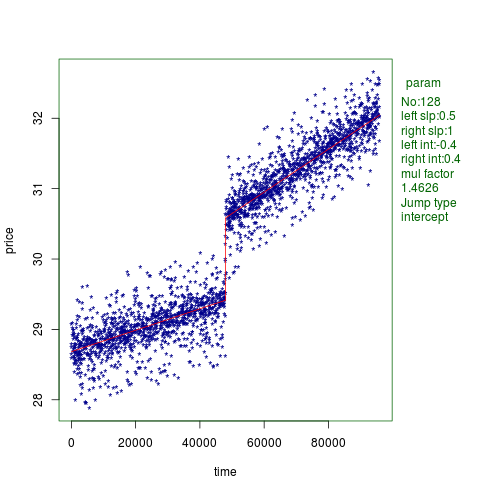 param
No:128
left slp:0.5
right slp:1
left int:-0.4
right int:0.4
mul factor
1.4626
Jump type
intercept
price
28
29
30
31
32
0
20000
40000
60000
80000
time